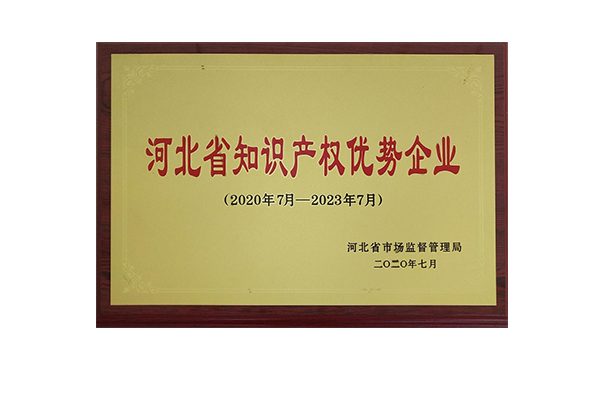 河北省知识产权优势企业
(2020年7月—2023年7月)
河北省市场监督管理局
二〇二〇年七月